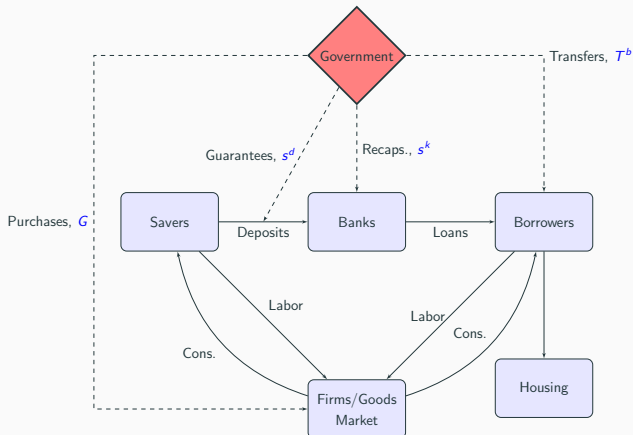 Government
Transfers, T^b
Guarantees, s^d
Recaps., s^k
Purchases, G
Savers
Deposits
Banks
Loans
Borrowers
Labor
Labor
Cons.
Cons.
Firms/Goods
Market
Housing